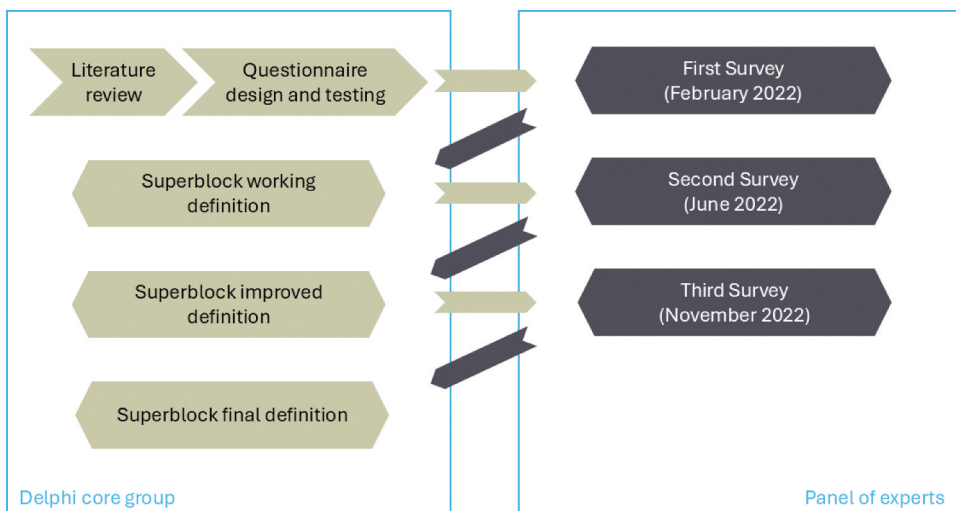 Literature
review
Questionnaire
design and testing
First Survey
(February 2022)
Superblock working
definition
Second Survey
(June 2022)
Superblock improved
definition
Third Survey
(November 2022)
Superblock final definition
Delphi core group
Panel of experts